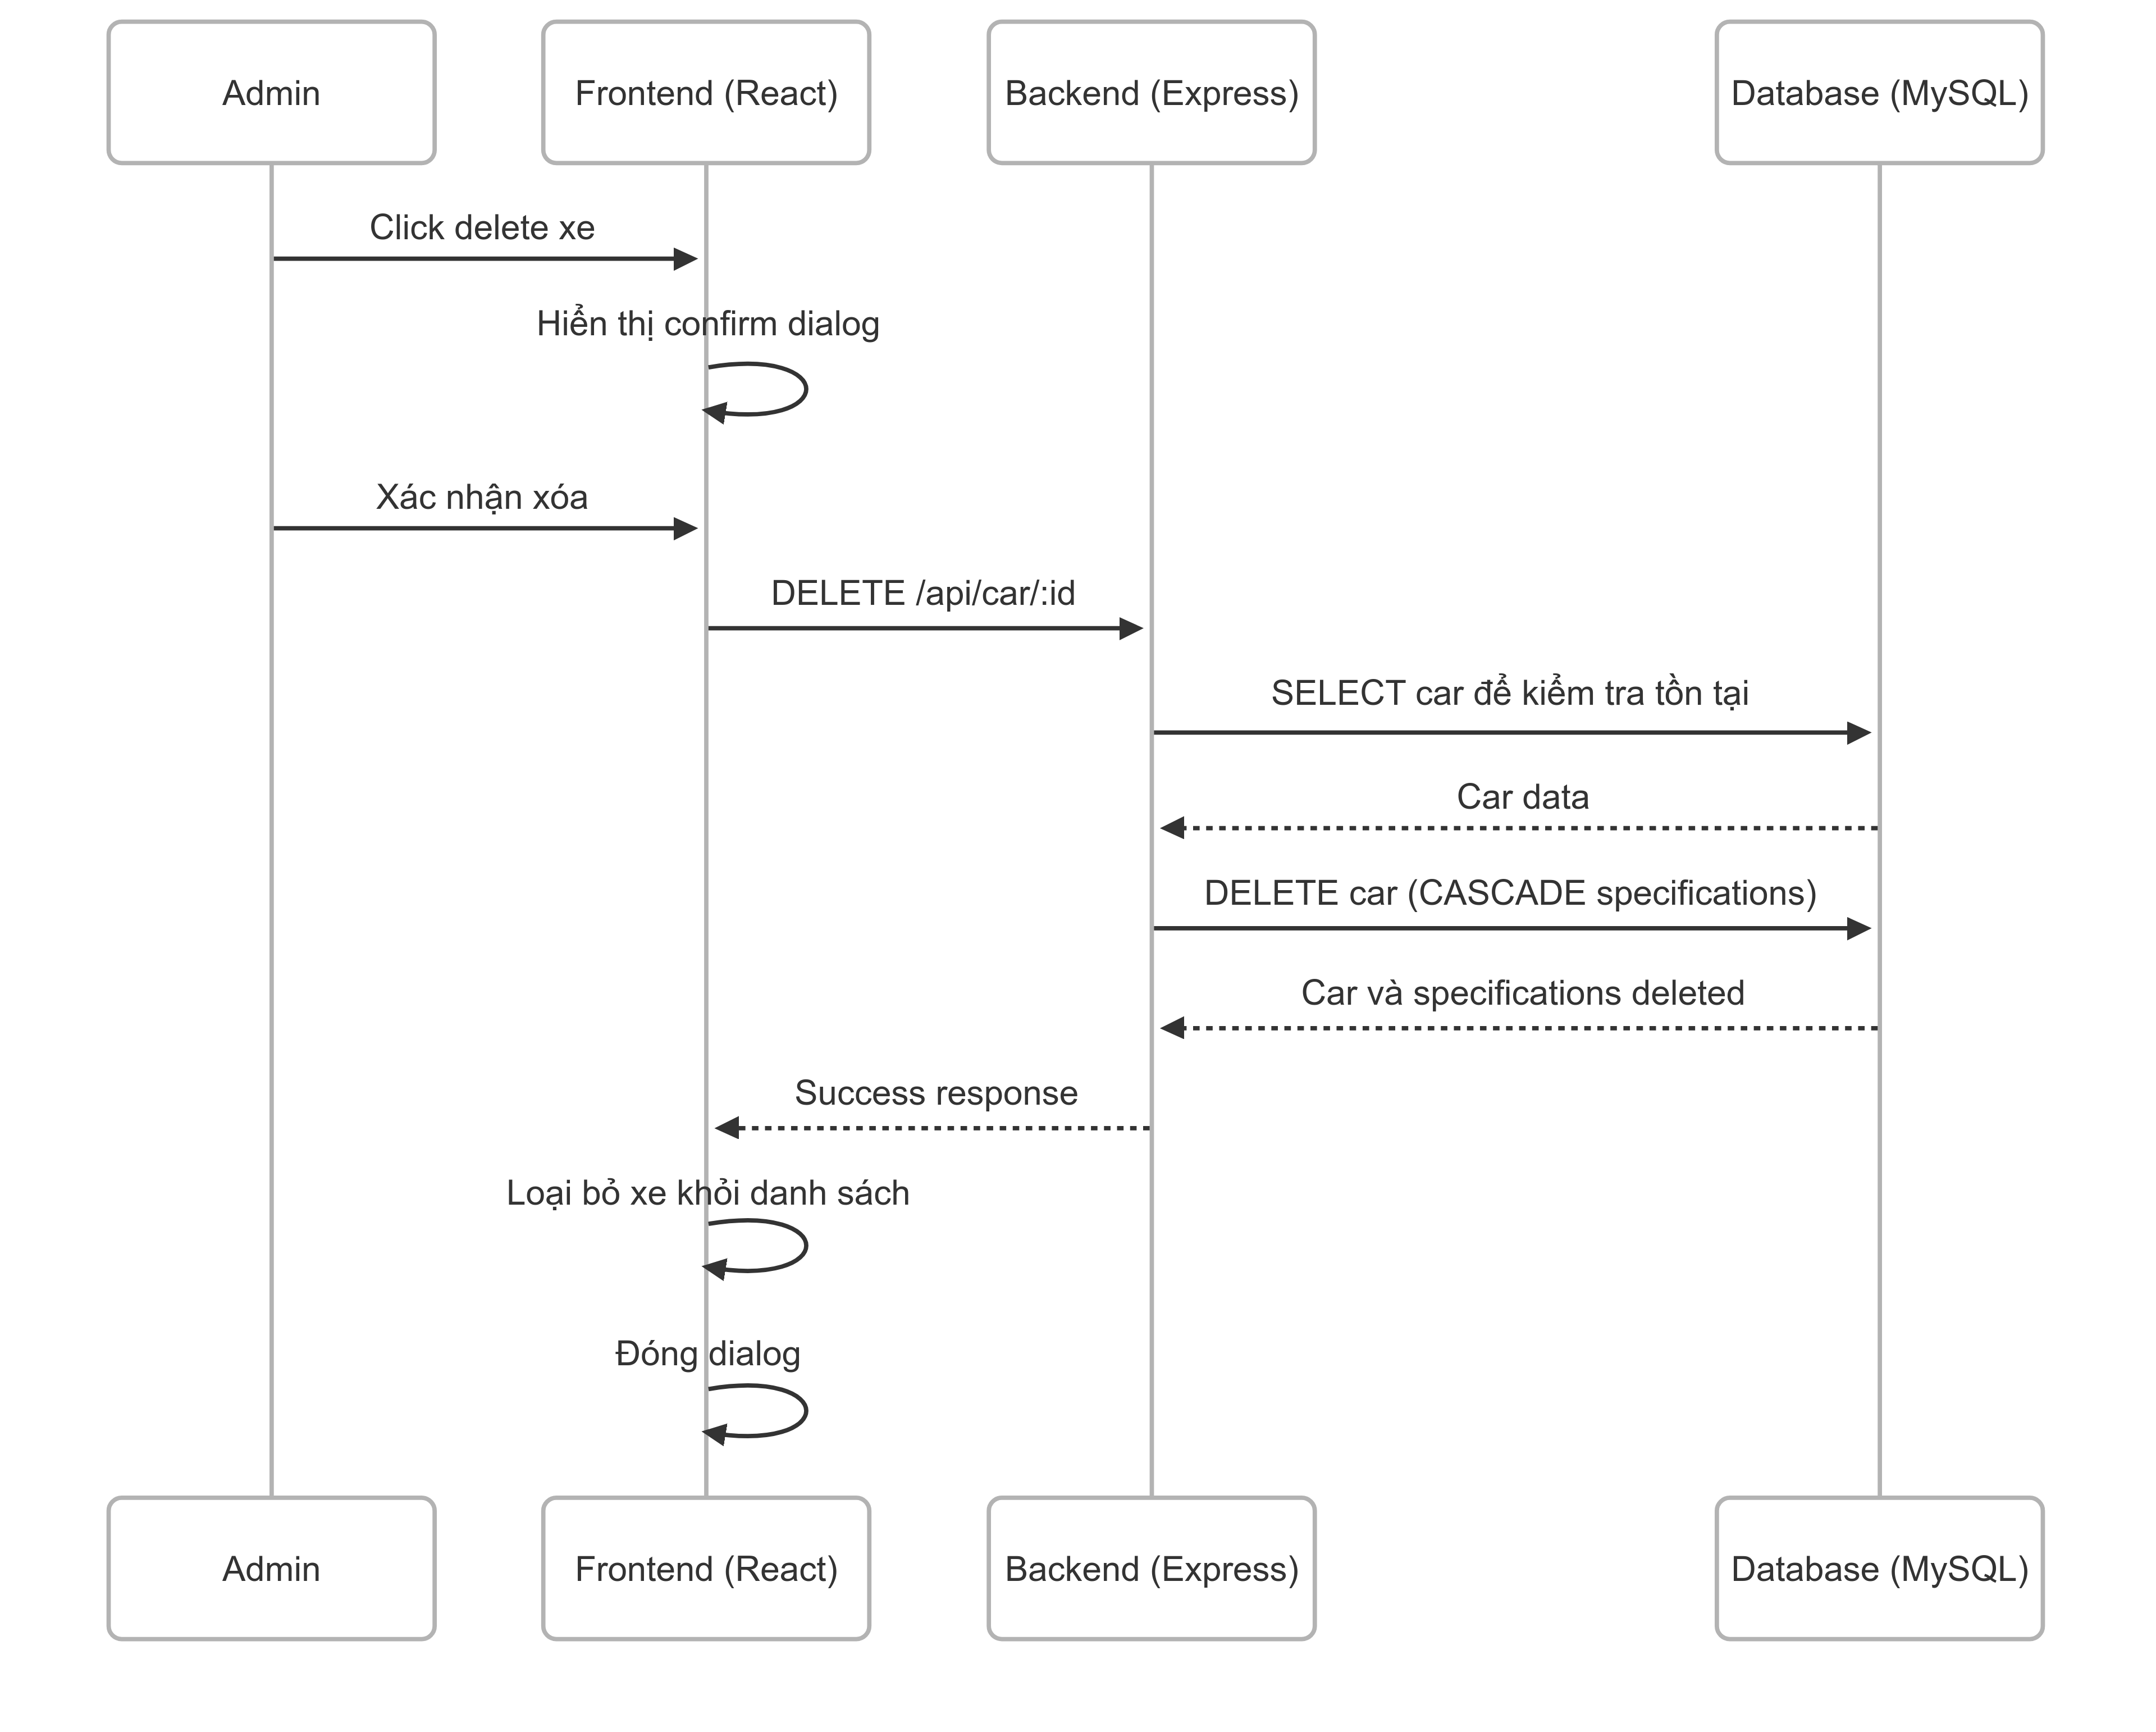 Admin
Frontend (React)
Backend (Express)
Database (MySQL)
Click delete xe
Hiển thị confirm dialog
Xác nhận xóa
DELETE /api/car/:id
SELECT car để kiểm tra tồn tại
Car data
DELETE car (CASCADE specifications)
Car và specifications deleted
Success response
Loại bỏ xe khỏi danh sách
Đóng dialog
Admin
Frontend (React)
Backend (Express)
Database (MySQL)